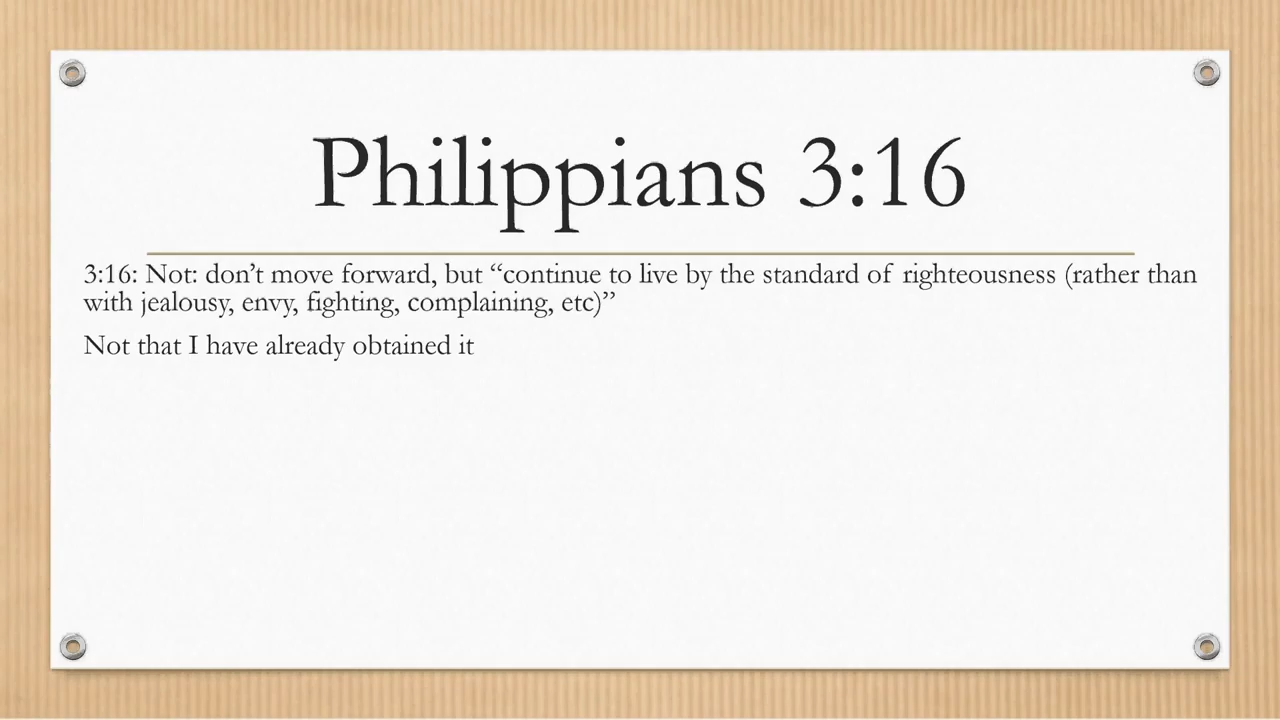 Philippians 3:16
3:16: Not: don’t move forward, but “continue to live by the standard of righteousness (rather than
with jealousy, envy, fighting, complaining, etc)”
Not that I have already obtained it